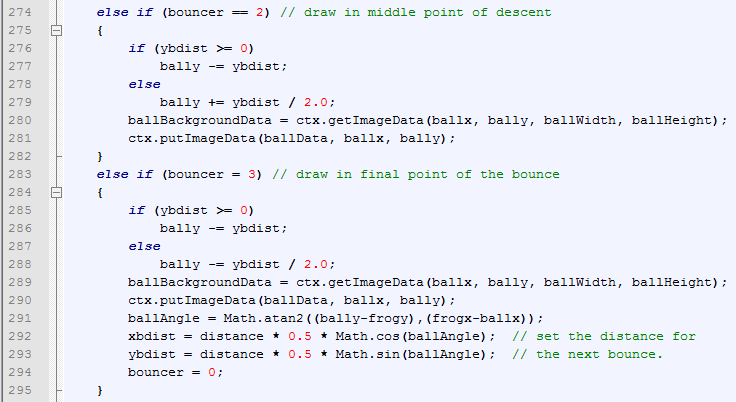 274 else if (bouncer == 2) // draw in middle point of descent
275 {
276 if (ybdist >= 0)
277 bally -= ybdist;
278 else
279 bally += ybdist / 2.0;
280 ballBackgroundData = ctx.getImageData(ballx, bally, ballWidth, ballHeight);
281 ctx.putImageData(ballData, ballx, bally);
282 }
283 else if (bouncer = 3) // draw in final point of the bounce
284 {
285 if (ybdist >= 0)
286 bally -= ybdist;
287 else
288 bally -= ybdist / 2.0;
289 ballBackgroundData = ctx.getImageData(ballx, bally, ballWidth, ballHeight);
290 ctx.putImageData(ballData, ballx, bally);
291 ballAngle = Math.atan2((bally-frogy),(frogx-ballx));
292 xbdist = distance * 0.5 * Math.cos(ballAngle); // set the distance for
293 ybdist = distance * 0.5 * Math.sin(ballAngle); // the next bounce.
294 bouncer = 0;
295 }